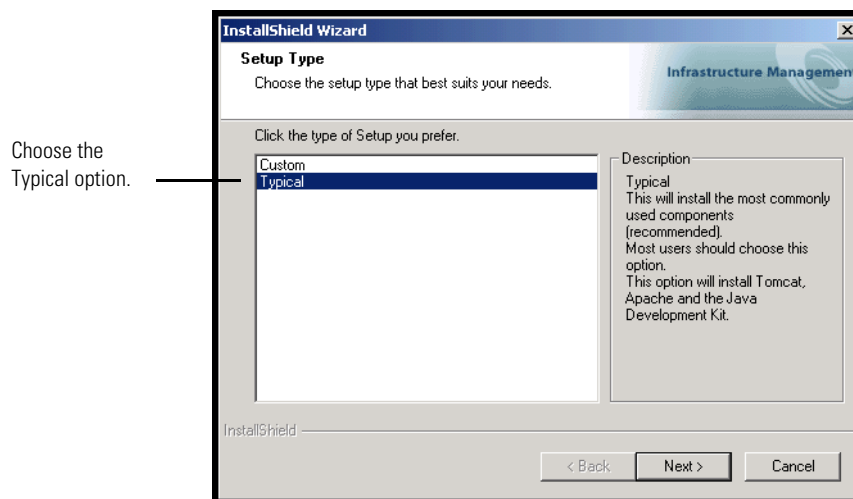 InstallShield Wizard
Setup Type
Choose the setup type that best suits your needs.
Infrastructure Managemen
Choose the
Typical option.
Click the type of Setup you prefer.
Custom
Typical
Description
Typical
This will install the most commonly
used components
(recommended).
Most users should choose this
option.
This option will install Tomcat,
Apache and the Java
Development Kit.
InstallShield
< Back
Next >
Cancel